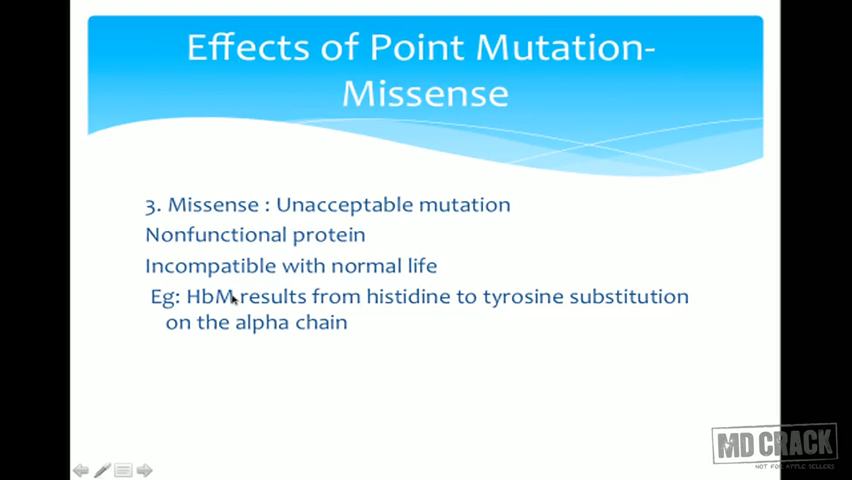 Effects of Point Mutation-
Missense
3. Missense : Unacceptable mutation
Nonfunctional protein
Incompatible with normal life
Eg: HbM results from histidine to tyrosine substitution
on the alpha chain
MD CRACK
NOT FOR APPLE SELLERS